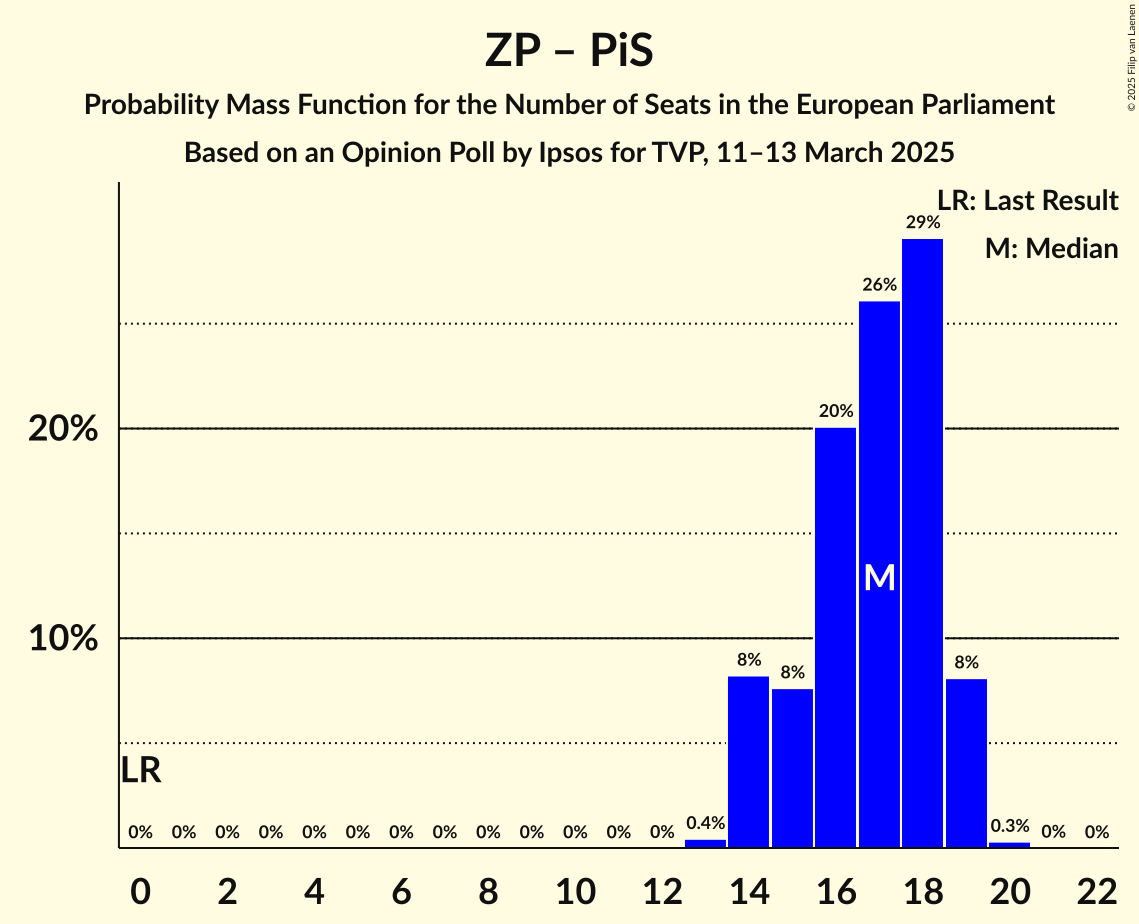 ZP – PiS
Probability Mass Function for the Number of Seats in the European Parliament
Based on an Opinion Poll by Ipsos for TVP, 11–13 March 2025
© 2025 Filip van Laenen
LR: Last Result
M: Median
20%
10%
LR
M
0% 0% 0% 0% 0% 0% 0% 0% 0% 0% 0% 0% 0% 0.4% 8% 8% 20% 26% 29% 8% 0.3% 0% 0%
0 2 4 6 8 10 12 14 16 18 20 22